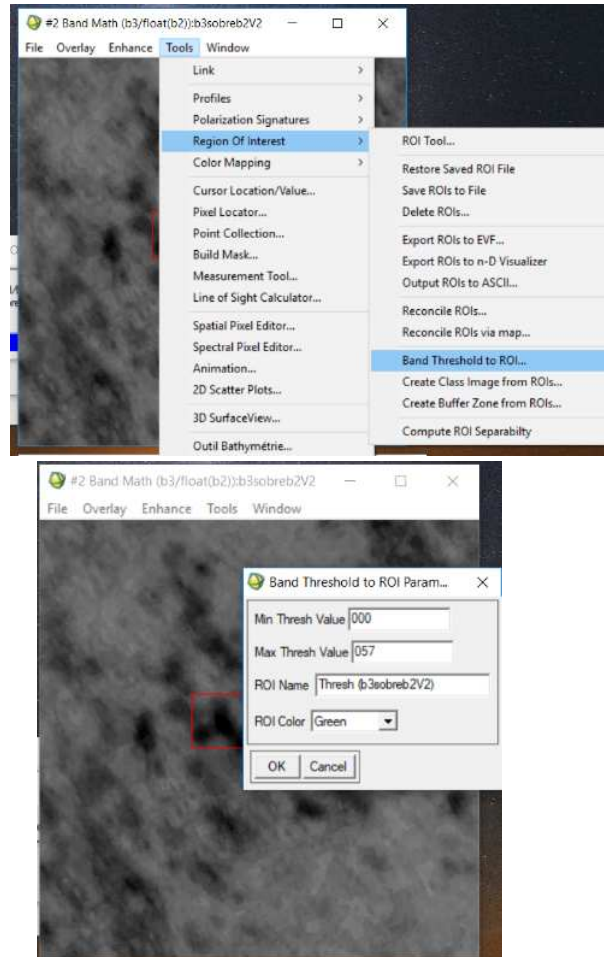 #2 Band Math (b3/float(b2)):b3sobreb2V2
File Overlay Enhance Tools Window
Link
Profiles
Polarization Signatures
Region Of Interest
Color Mapping
Cursor Location/Value...
Pixel Locator...
Point Collection...
Build Mask...
Measurement Tool...
Line of Sight Calculator...
Spatial Pixel Editor...
Spectral Pixel Editor...
Animation...
2D Scatter Plots...
3D SurfaceView...
Outil Bathymétrie...
ROI Tool...
Restore Saved ROI File
Save ROIs to File
Delete ROIs...
Export ROIs to EVF...
Export ROIs to n-D Visualizer
Output ROIs to ASCII...
Reconcile ROIs...
Reconcile ROIs via map...
Band Threshold to ROI...
Create Class Image from ROIs...
Create Buffer Zone from ROIs...
Compute ROI Separabilty
#2 Band Math (b3/float(b2)):b3sobreb2V2
File Overlay Enhance Tools Window
Band Threshold to ROI Param...
Min Thresh Value 000
Max Thresh Value 057
ROI Name Thresh (b3sobreb2V2)
ROI Color Green
OK Cancel